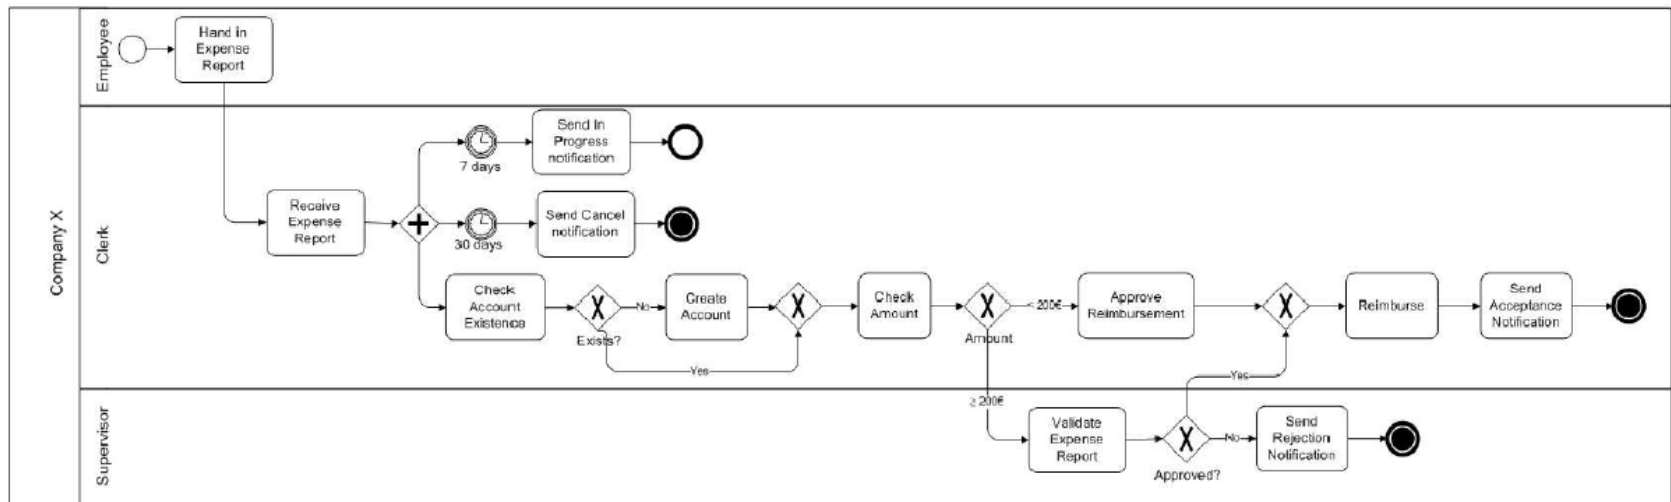 Company X
Employee
Hand in
Expense
Report
Clerk
Receive
Expense
Report
7 days
Send In
Progress
notification
30 days
Send Cancel
notification
Check
Account
Existence
Exists?
No
Yes
Create
Account
Check
Amount
Amount
< 200€
≥ 200€
Approve
Reimbursement
Reimburse
Send
Acceptance
Notification
Supervisor
Validate
Expense
Report
Approved?
Yes
No
Send
Rejection
Notification